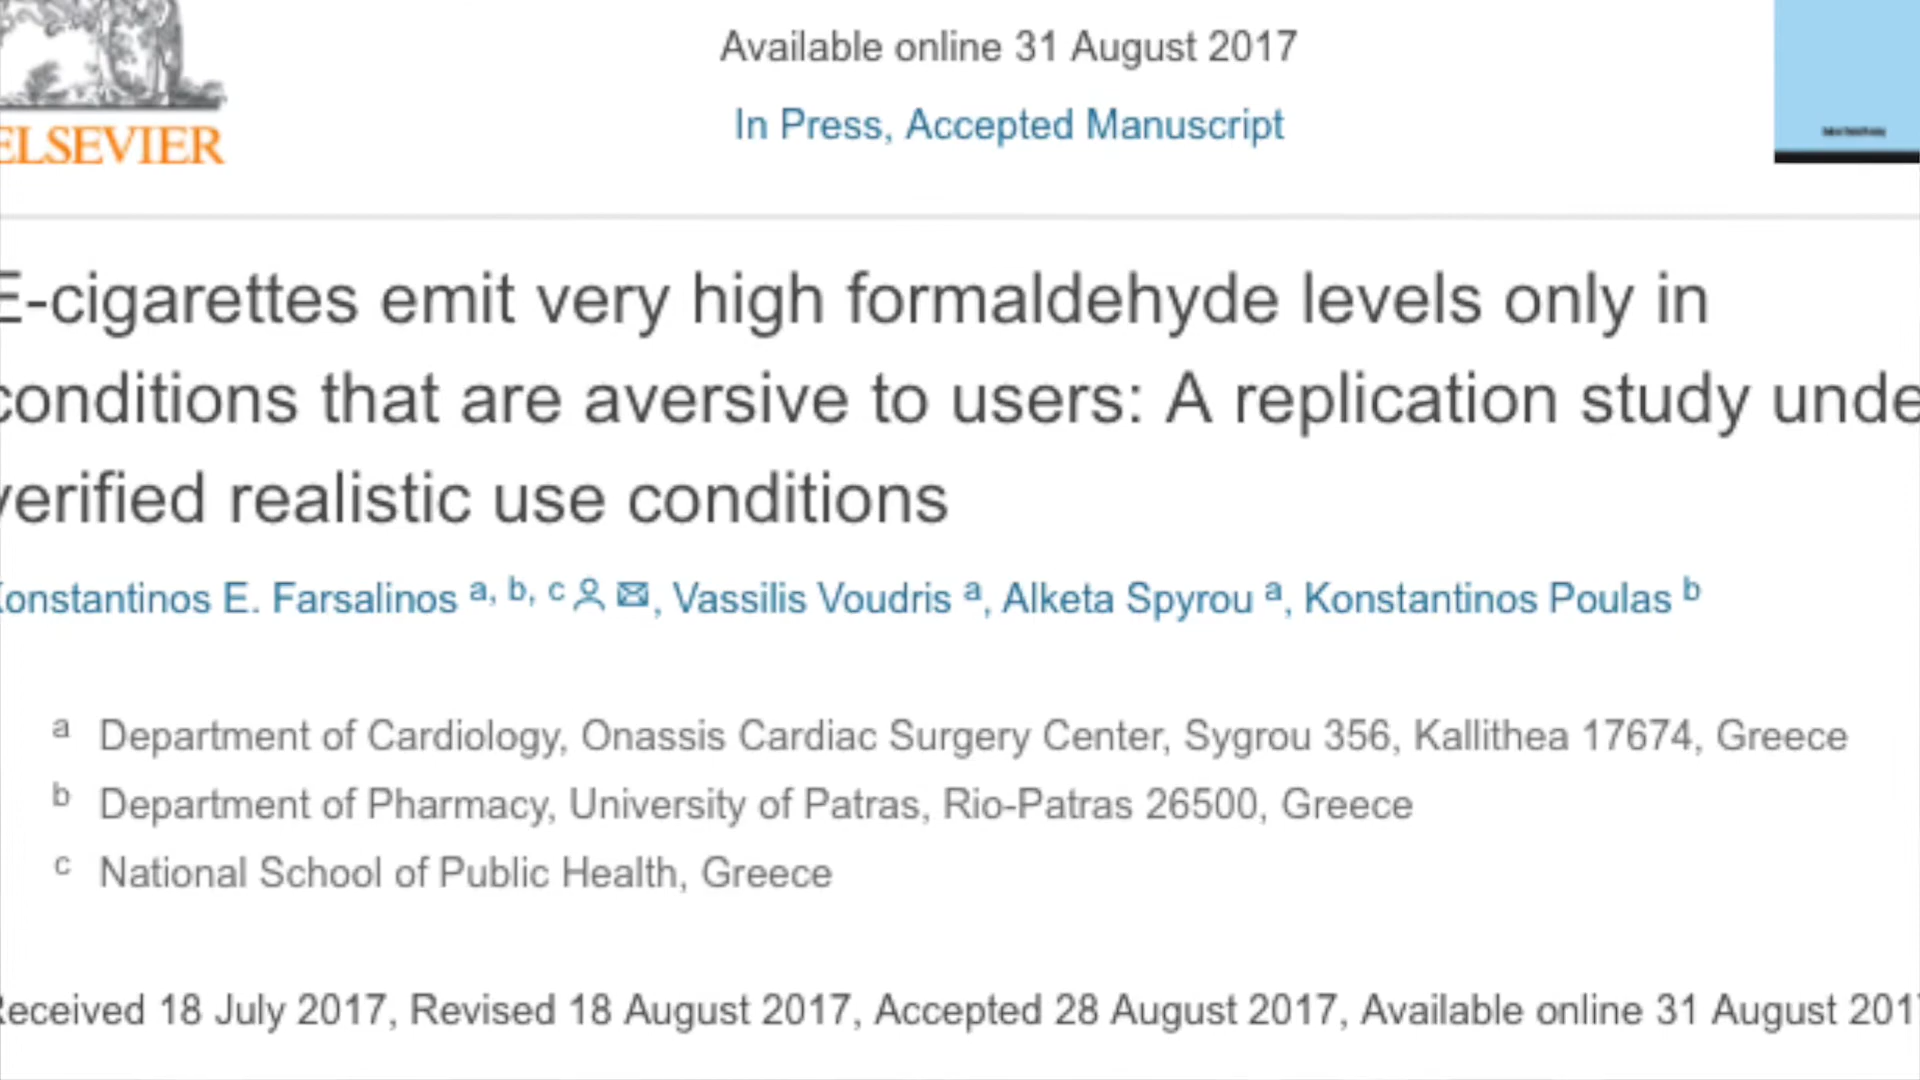 Available online 31 August 2017
In Press, Accepted Manuscript
ELSEVIER
E-cigarettes emit very high formaldehyde levels only in
conditions that are aversive to users: A replication study unde
verified realistic use conditions
Konstantinos E. Farsalinos a, b, c, Vassilis Voudris a, Alketa Spyrou a, Konstantinos Poulas b
a Department of Cardiology, Onassis Cardiac Surgery Center, Sygrou 356, Kallithea 17674, Greece
b Department of Pharmacy, University of Patras, Rio-Patras 26500, Greece
c National School of Public Health, Greece
Received 18 July 2017, Revised 18 August 2017, Accepted 28 August 2017, Available online 31 August 201